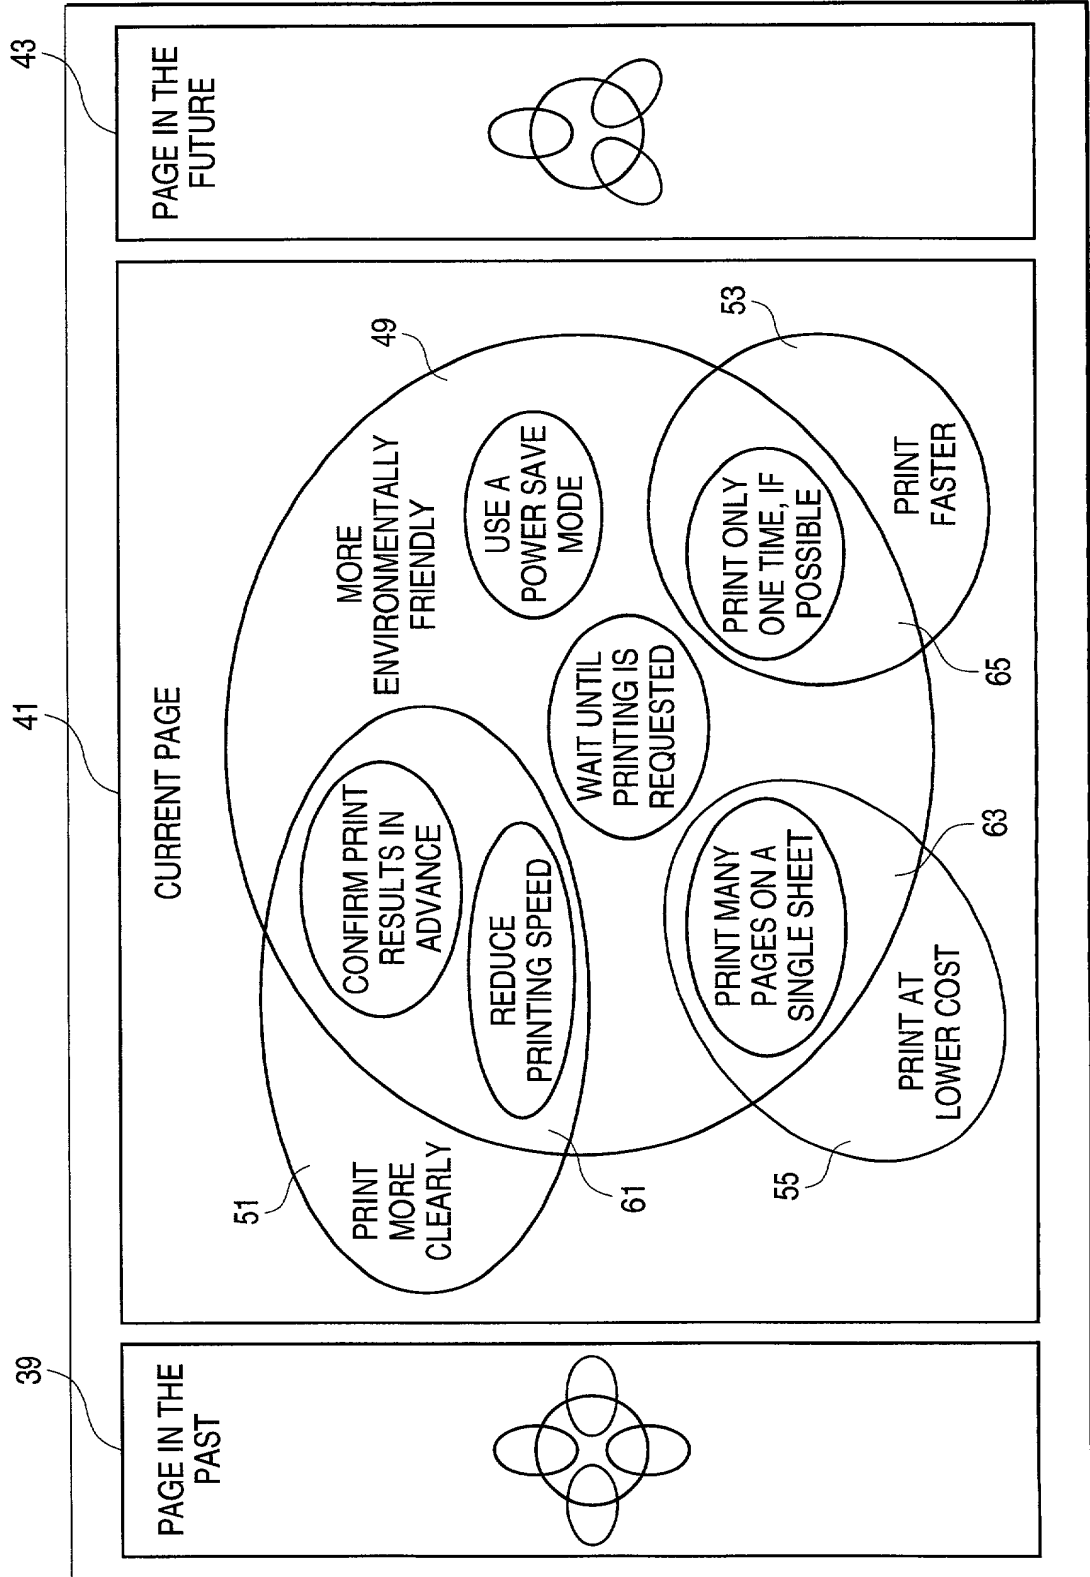 39
PAGE IN THE
PAST
41
CURRENT PAGE
51
PRINT
MORE
CLEARLY
61
CONFIRM PRINT
RESULTS IN
ADVANCE
REDUCE
PRINTING SPEED
MORE
ENVIRONMENTALLY
FRIENDLY
49
USE A
POWER SAVE
MODE
WAIT UNTIL
PRINTING IS
REQUESTED
PRINT MANY
PAGES ON A
SINGLE SHEET
PRINT AT
LOWER COST
55
63
PRINT ONLY
ONE TIME, IF
POSSIBLE
PRINT
FASTER
53
65
43
PAGE IN THE
FUTURE